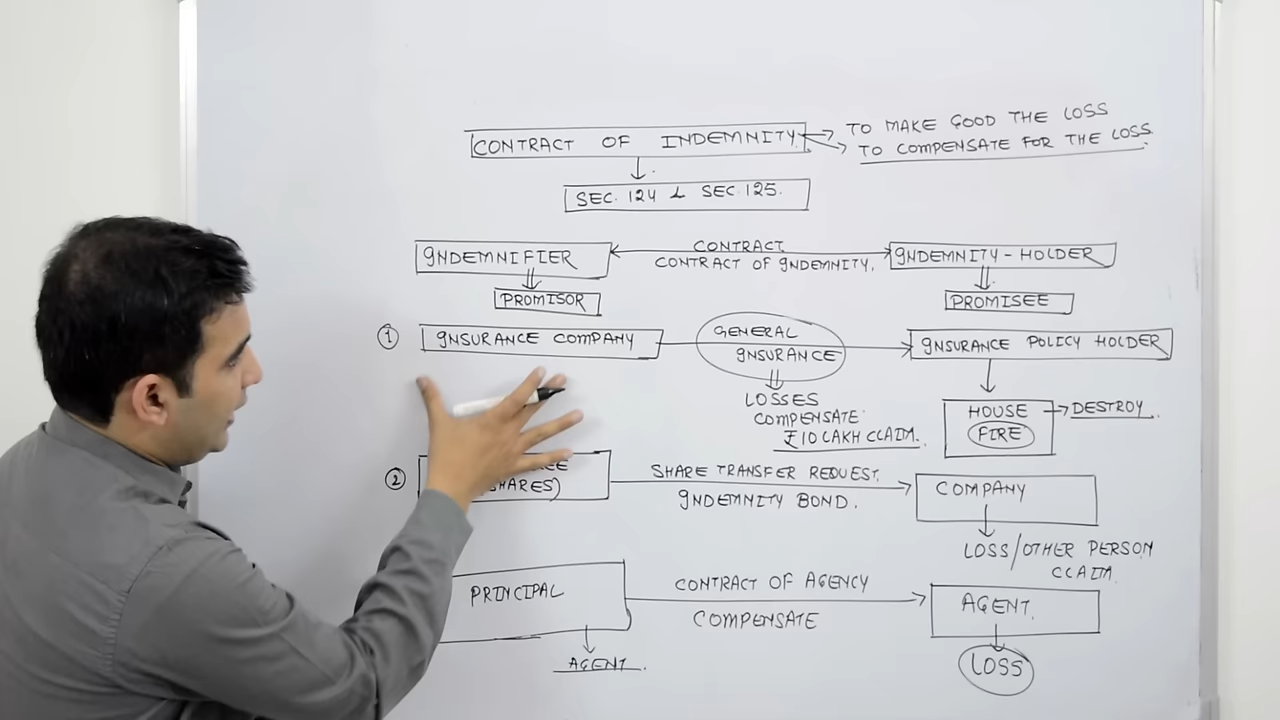 CONTRACT OF INDEMNITY
TO MAKE GOOD THE LOSS
TO COMPENSATE FOR THE LOSS
SEC. 124 & SEC. 125.
INDEMNIFIER
CONTRACT
CONTRACT OF INDEMNITY.
INDEMNITY-HOLDER
PROMISOR
PROMISEE
① INSURANCE COMPANY
GENERAL
INSURANCE
INSURANCE POLICY HOLDER
LOSSES
COMPENSATE:
₹10 LAKH CLAIM.
HOUSE
FIRE
DESTROY.
②
SHARES)
SHARE TRANSFER REQUEST.
INDEMNITY BOND.
COMPANY
LOSS/OTHER PERSON
CLAIM.
PRINCIPAL
CONTRACT OF AGENCY
COMPENSATE
AGENT.
AGENT.
LOSS